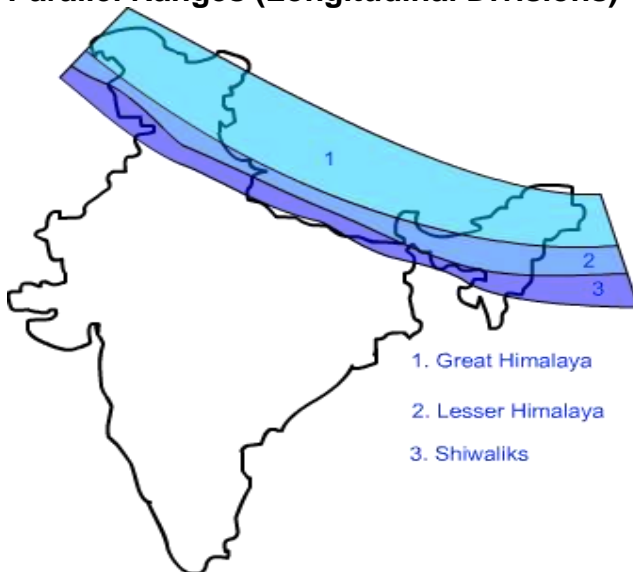 Parallel Ranges (Longitudinal Divisions)
1
2
3
1. Great Himalaya
2. Lesser Himalaya
3. Shiwaliks